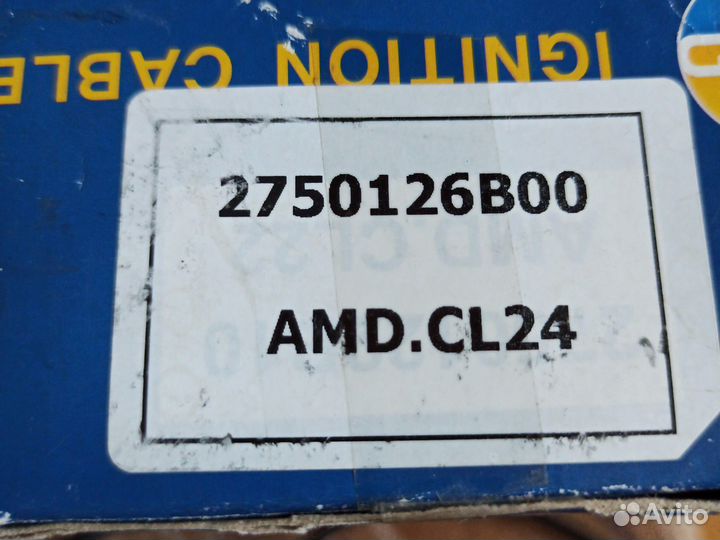 IGNITION CABLE
2750126B00
AMD.CL24
Avito